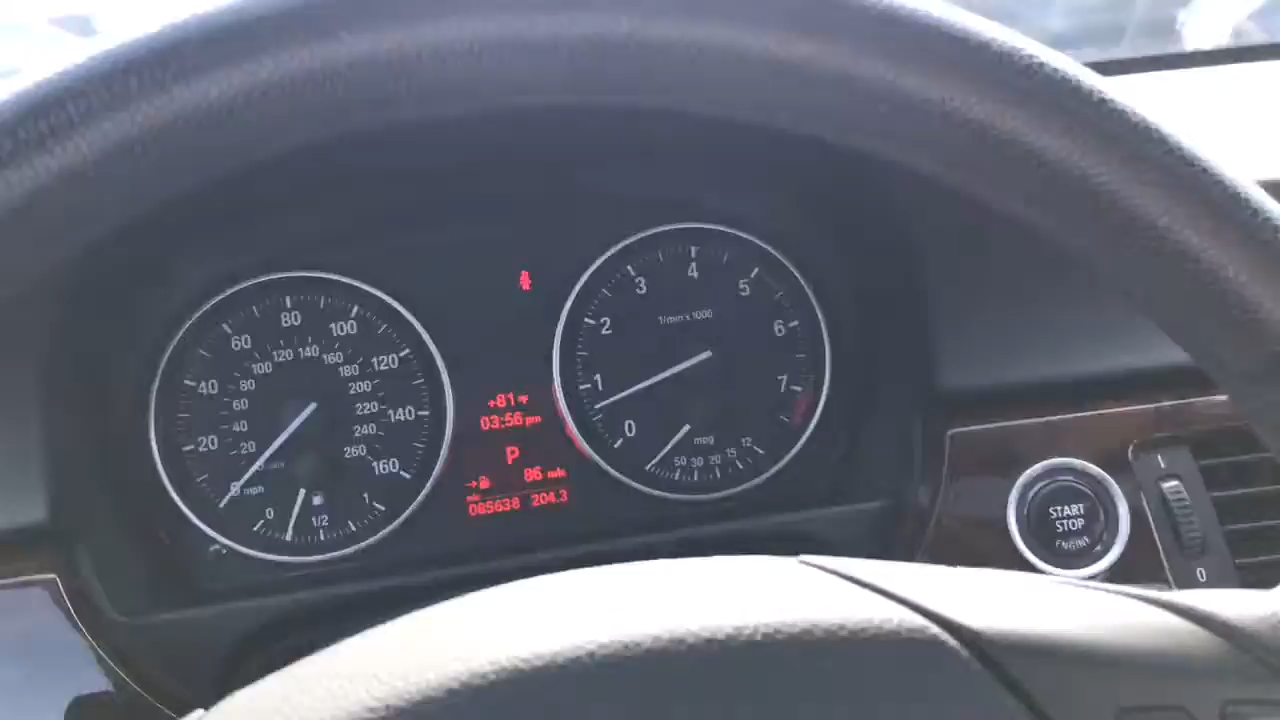 20 40 60 80 100 120 140 160
20 40 60 80 100 120 140 160 180 200 220 240 260
mph
0 1/2 1
+81 °F
03:56 pm
P
86 mls
085638 204.3
0 1 2 3 4 5 6 7
1/min x 1000
mpg
50 30 20 15 12
START
STOP
ENGINE
1
0